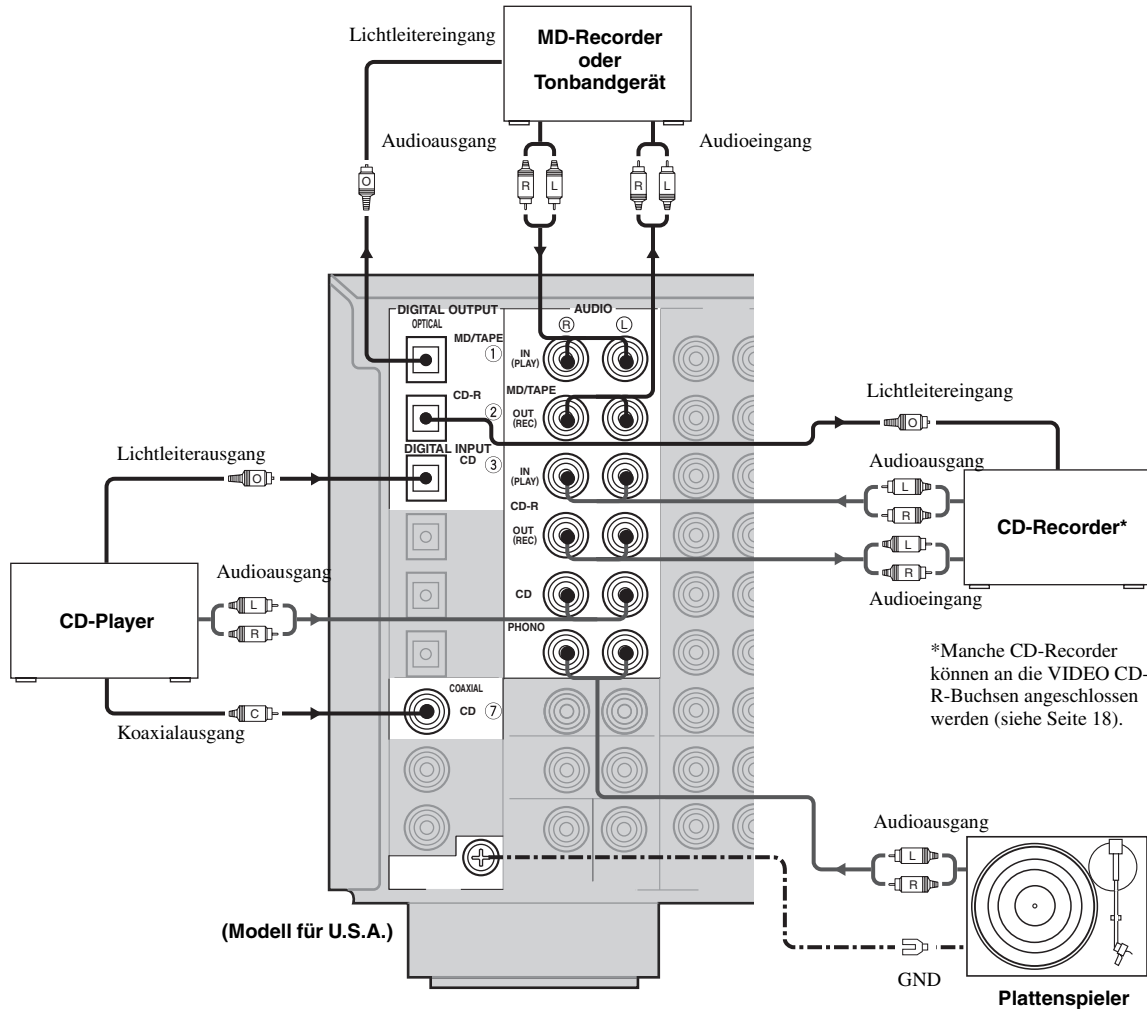 Lichtleitereingang
MD-Recorder
oder
Tonbandgerät
Audioausgang
Audioeingang
O
R L
R L
DIGITAL OUTPUT
OPTICAL
AUDIO
R L
MD/TAPE
1
IN
(PLAY)
MD/TAPE
OUT
(REC)
CD-R
2
DIGITAL INPUT
CD 3
IN
(PLAY)
CD-R
OUT
(REC)
CD
PHONO
COAXIAL
CD 7
Lichtleitereingang
O
Audioausgang
L
R
CD-Recorder*
L
R
Audioeingang
Lichtleiterausgang
O
Audioausgang
L
R
CD-Player
C
Koaxialausgang
*Manche CD-Recorder
können an die VIDEO CD-
R-Buchsen angeschlossen
werden (siehe Seite 18).
Audioausgang
L
R
GND
Plattenspieler
(Modell für U.S.A.)